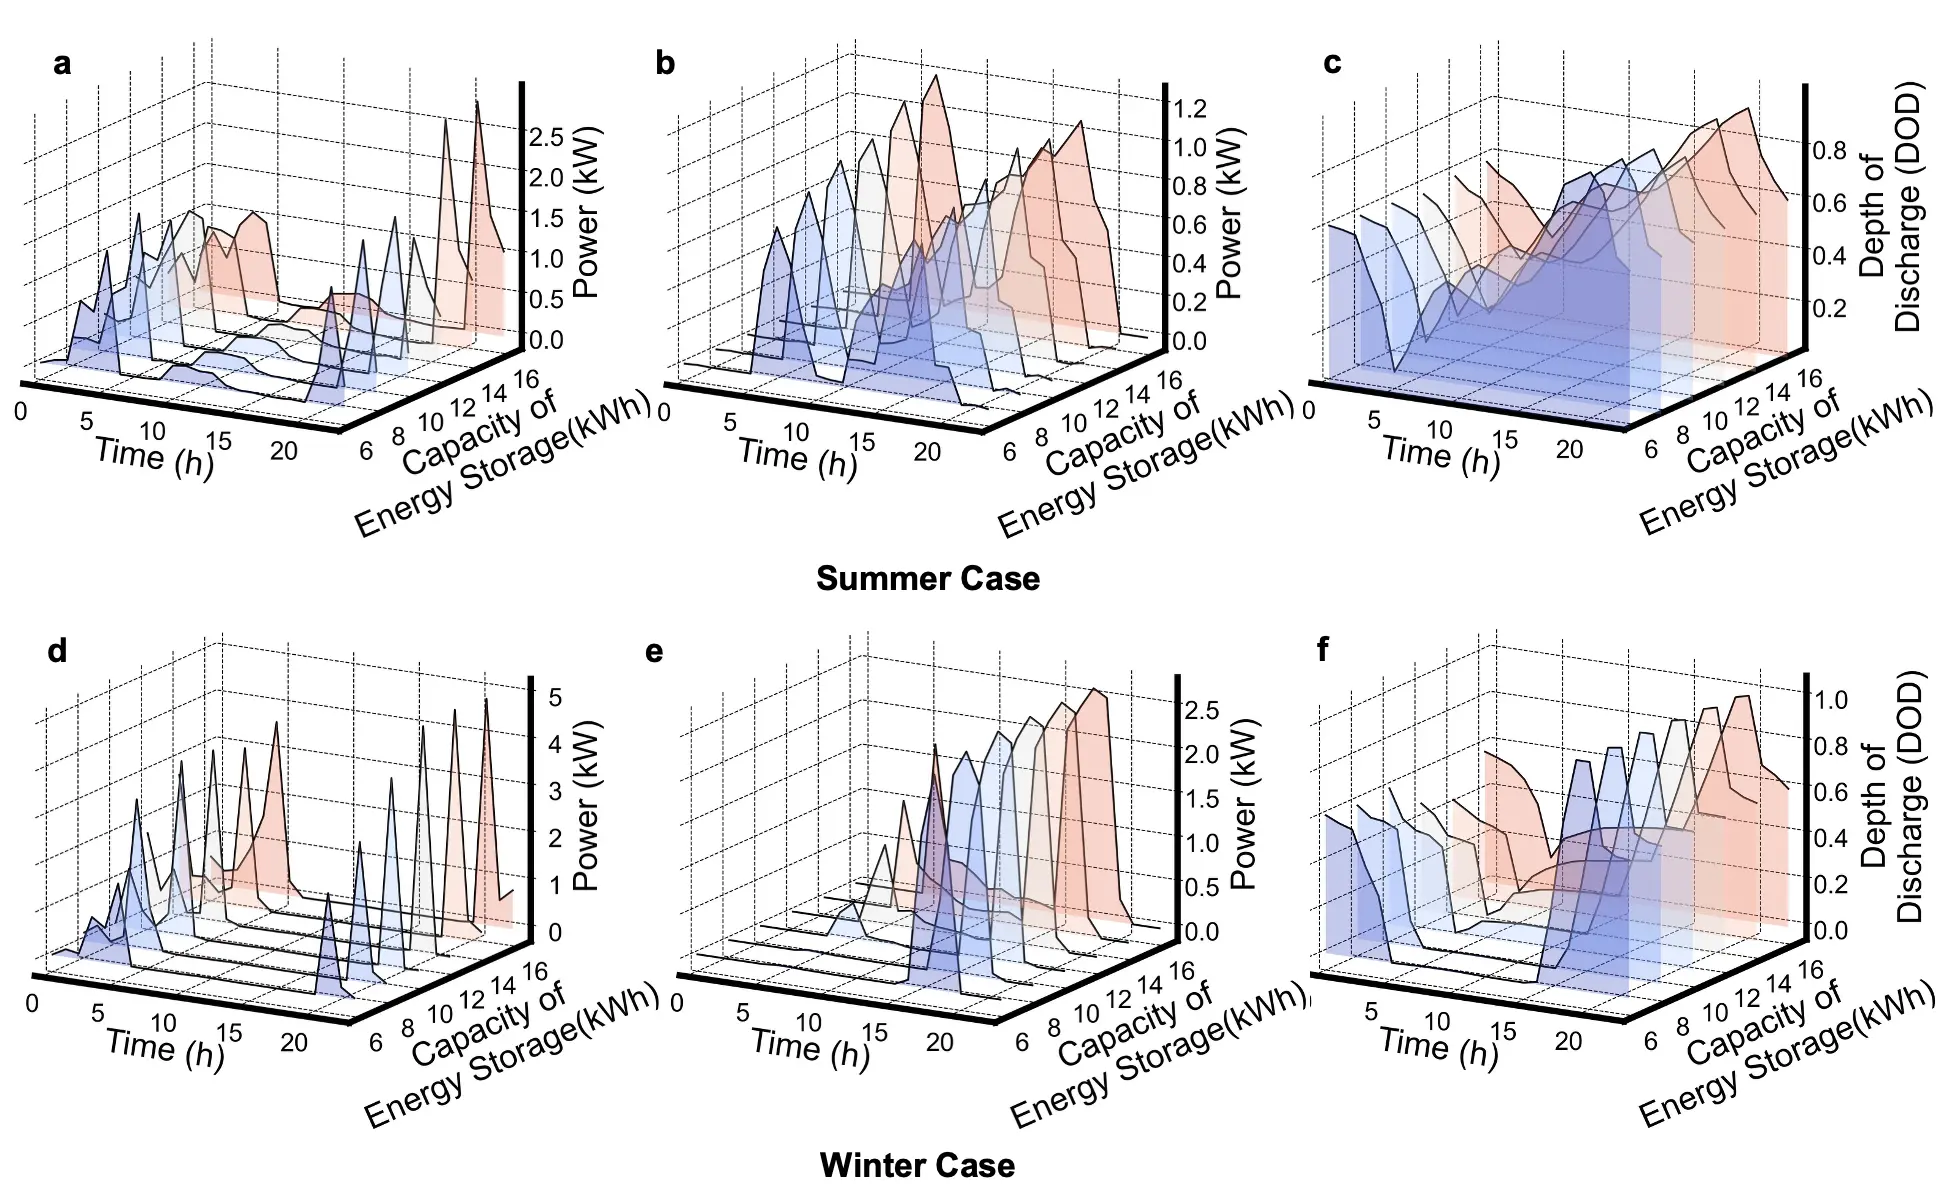 a
2.5
2.0
1.5
1.0
0.5
0.0
Power (kW)
0
5
10
15
20
Time (h)
6
8
10
12
14
16
Capacity of
Energy Storage(kWh)
b
1.2
1.0
0.8
0.6
0.4
0.2
0.0
Power (kW)
0
5
10
15
20
Time (h)
6
8
10
12
14
16
Capacity of
Energy Storage(kWh)
c
0.8
0.6
0.4
0.2
Depth of
Discharge (DOD)
0
5
10
15
20
Time (h)
6
8
10
12
14
16
Capacity of
Energy Storage(kWh)
Summer Case
d
5
4
3
2
1
0
Power (kW)
0
5
10
15
20
Time (h)
6
8
10
12
14
16
Capacity of
Energy Storage(kWh)
e
2.5
2.0
1.5
1.0
0.5
0.0
Power (kW)
0
5
10
15
20
Time (h)
6
8
10
12
14
16
Capacity of
Energy Storage(kWh)
f
1.0
0.8
0.6
0.4
0.2
0.0
Depth of
Discharge (DOD)
5
10
15
20
Time (h)
6
8
10
12
14
16
Capacity of
Energy Storage(kWh)
Winter Case